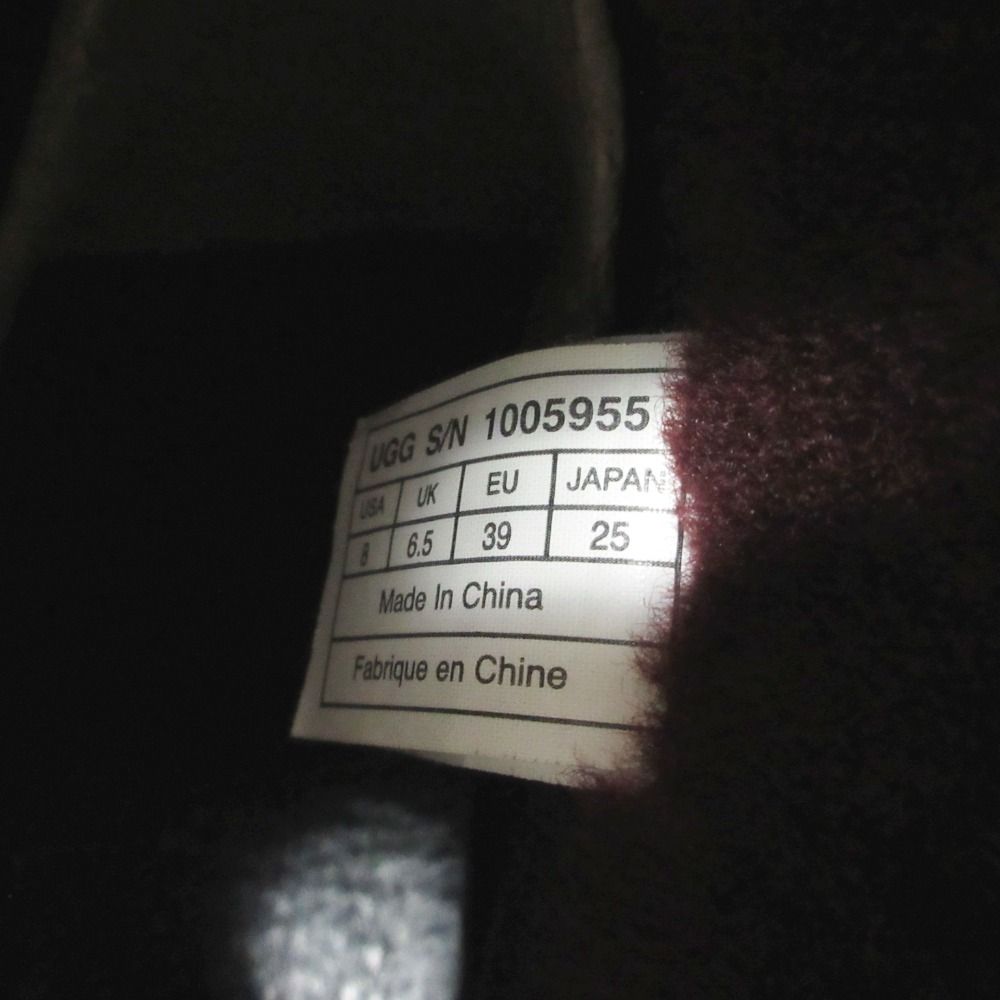 UGG S/N 1005955
USA UK EU JAPAN
8 6.5 39 25
Made In China
Fabrique en Chine